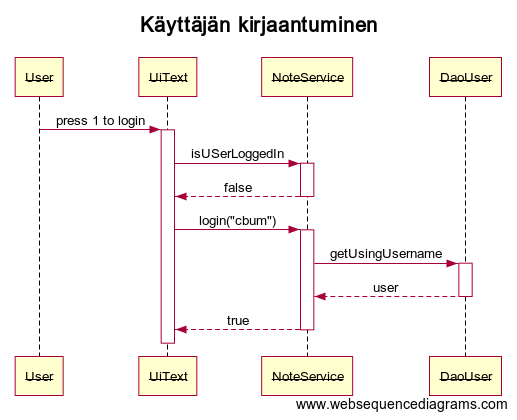 Käyttäjän kirjaantuminen
User UiText NoteService DaoUser
press 1 to login
isUSerLoggedIn
false
login("cbum")
getUsingUsername
user
true
User UiText NoteService DaoUser
www.websequencediagrams.com